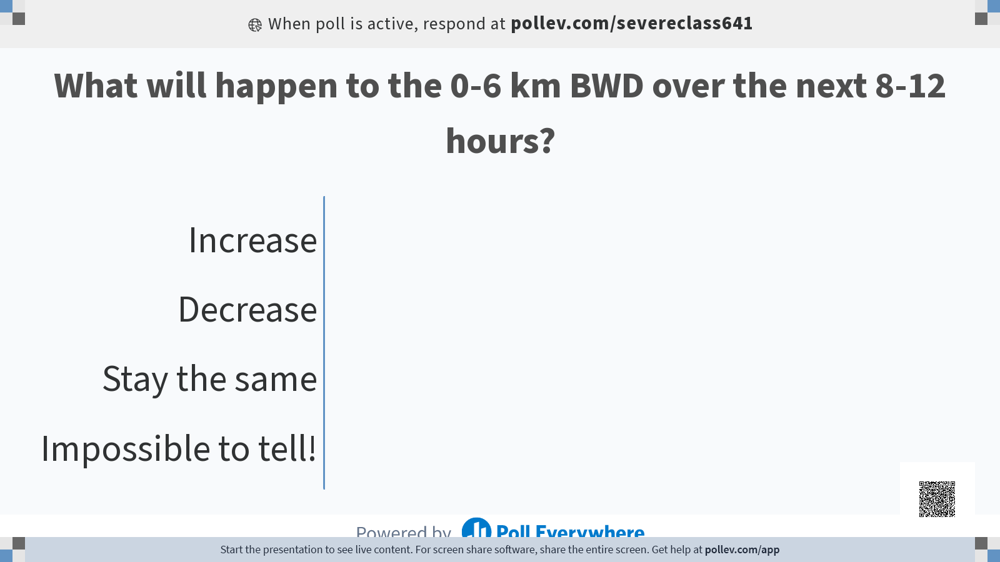 When poll is active, respond at pollev.com/severeclass641
What will happen to the 0-6 km BWD over the next 8-12
hours?
Increase
Decrease
Stay the same
Impossible to tell!
Powered by Poll Everywhere
Start the presentation to see live content. For screen share software, share the entire screen. Get help at pollev.com/app